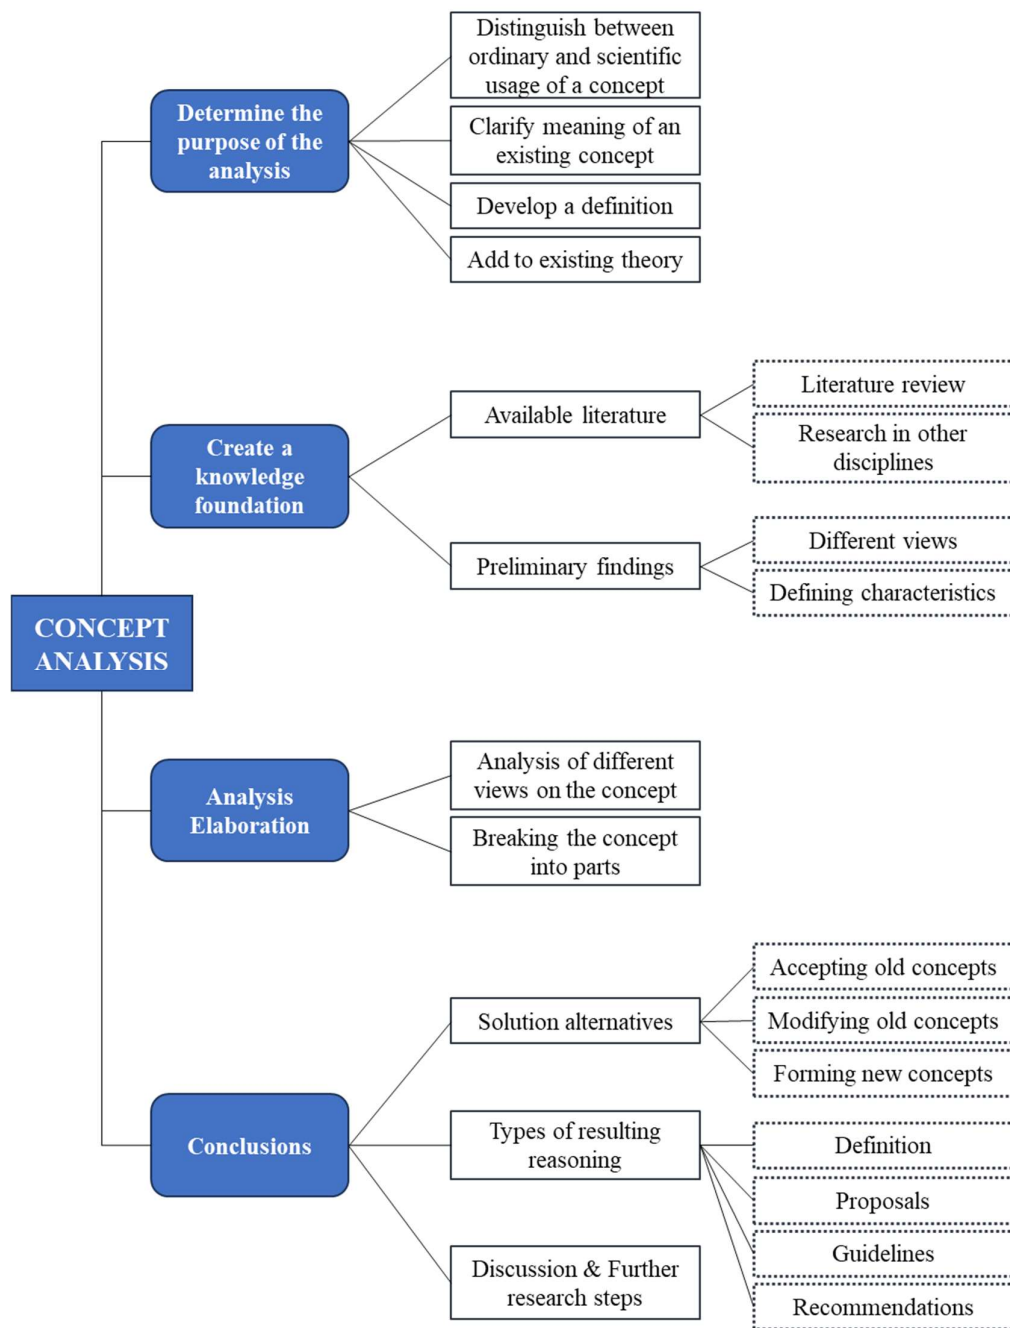 Distinguish between
ordinary and scientific
usage of a concept
Determine the
purpose of the
analysis
Clarify meaning of an
existing concept
Develop a definition
Add to existing theory
Create a
knowledge
foundation
Available literature
Literature review
Research in other
disciplines
Preliminary findings
Different views
Defining characteristics
CONCEPT
ANALYSIS
Analysis
Elaboration
Analysis of different
views on the concept
Breaking the concept
into parts
Conclusions
Solution alternatives
Accepting old concepts
Modifying old concepts
Forming new concepts
Types of resulting
reasoning
Definition
Proposals
Guidelines
Recommendations
Discussion & Further
research steps